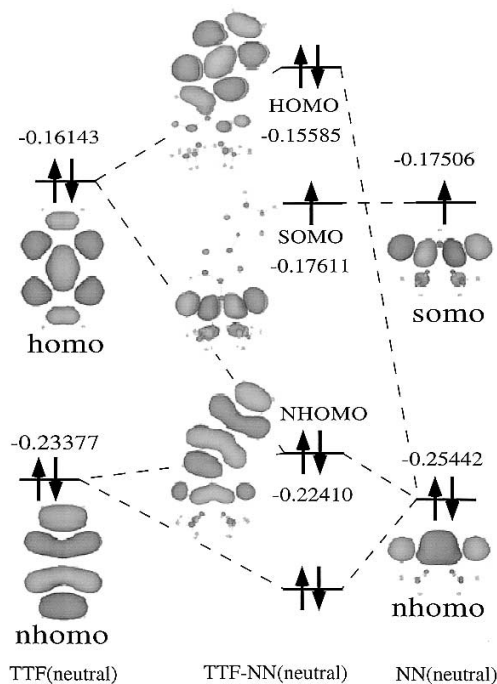 HOMO
-0.15585
-0.16143
homo
-0.17506
SOMO
-0.17611
somo
NHOMO
-0.22410
-0.23377
nhomo
-0.25442
nhomo
TTF(neutral) TTF-NN(neutral) NN(neutral)